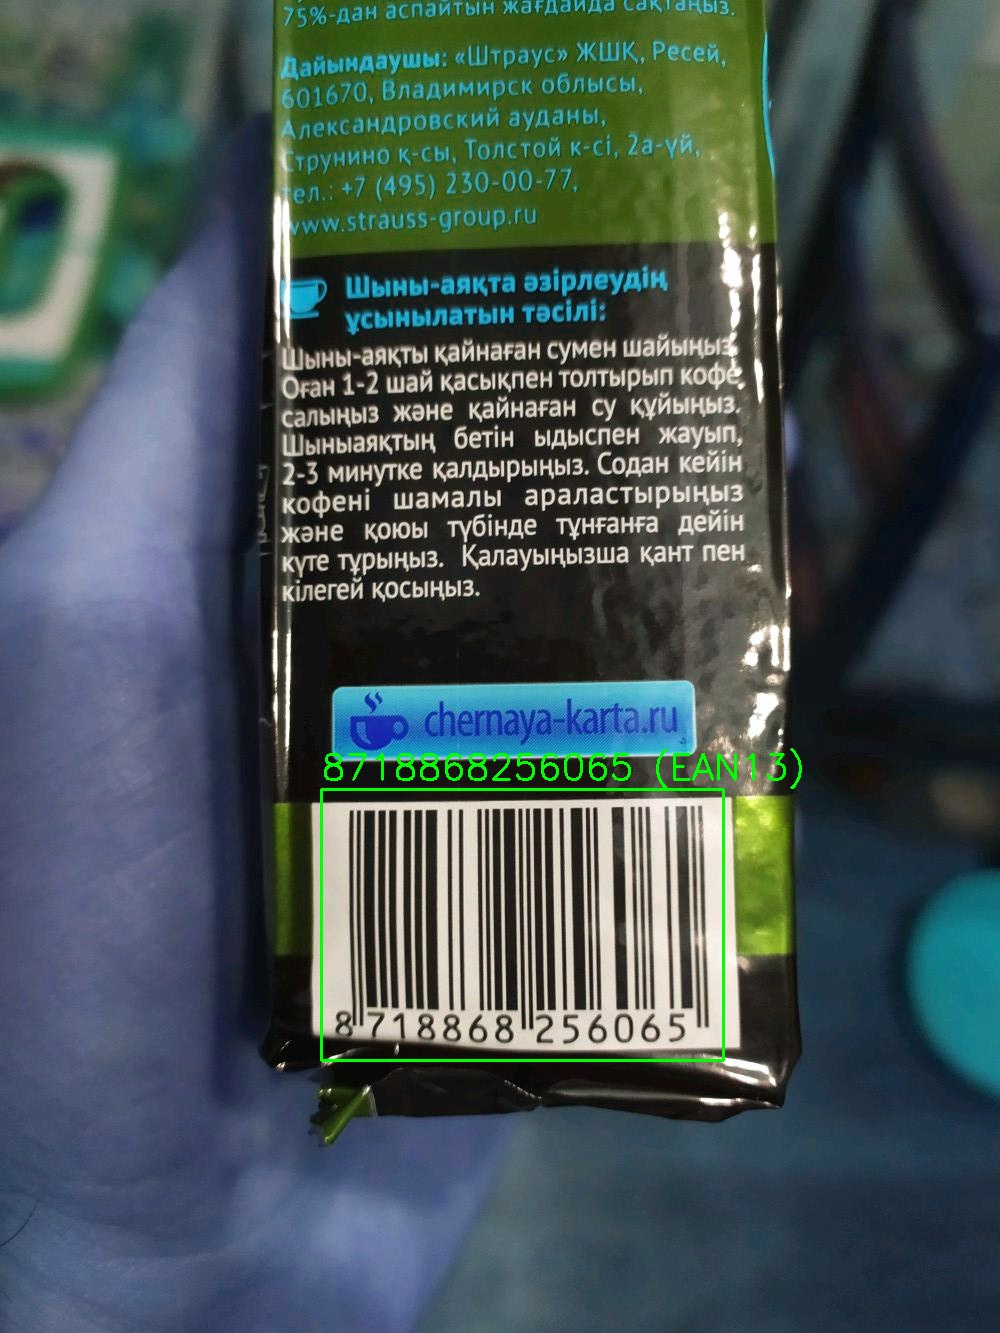 75%-дан аспайтын жағдайда сақтаңыз.
Дайындаушы: «Штраус» ЖШҚ, Ресей,
601670, Владимирск облысы,
Александровский ауданы,
Струнино қ-сы, Толстой к-сі, 2а-үй,
тел.: +7 (495) 230-00-77,
www.strauss-group.ru
Шыны-аяқта әзірлеудің
ұсынылатын тәсілі:
Шыны-аяқты қайнаған сумен шайыңыз.
Оған 1-2 шай қасықпен толтырып кофе
салыңыз және қайнаған су құйыңыз.
Шыныаяқтың бетін ыдыспен жауып,
2-3 минутке қалдырыңыз. Содан кейін
кофені шамалы араластырыңыз
және қоюы түбінде тұнғанға дейін
күте тұрыңыз. Қалауыңызша қант пен
кілегей қосыңыз.
chernaya-karta.ru
8718868256065 (EAN13)
8 718868 256065